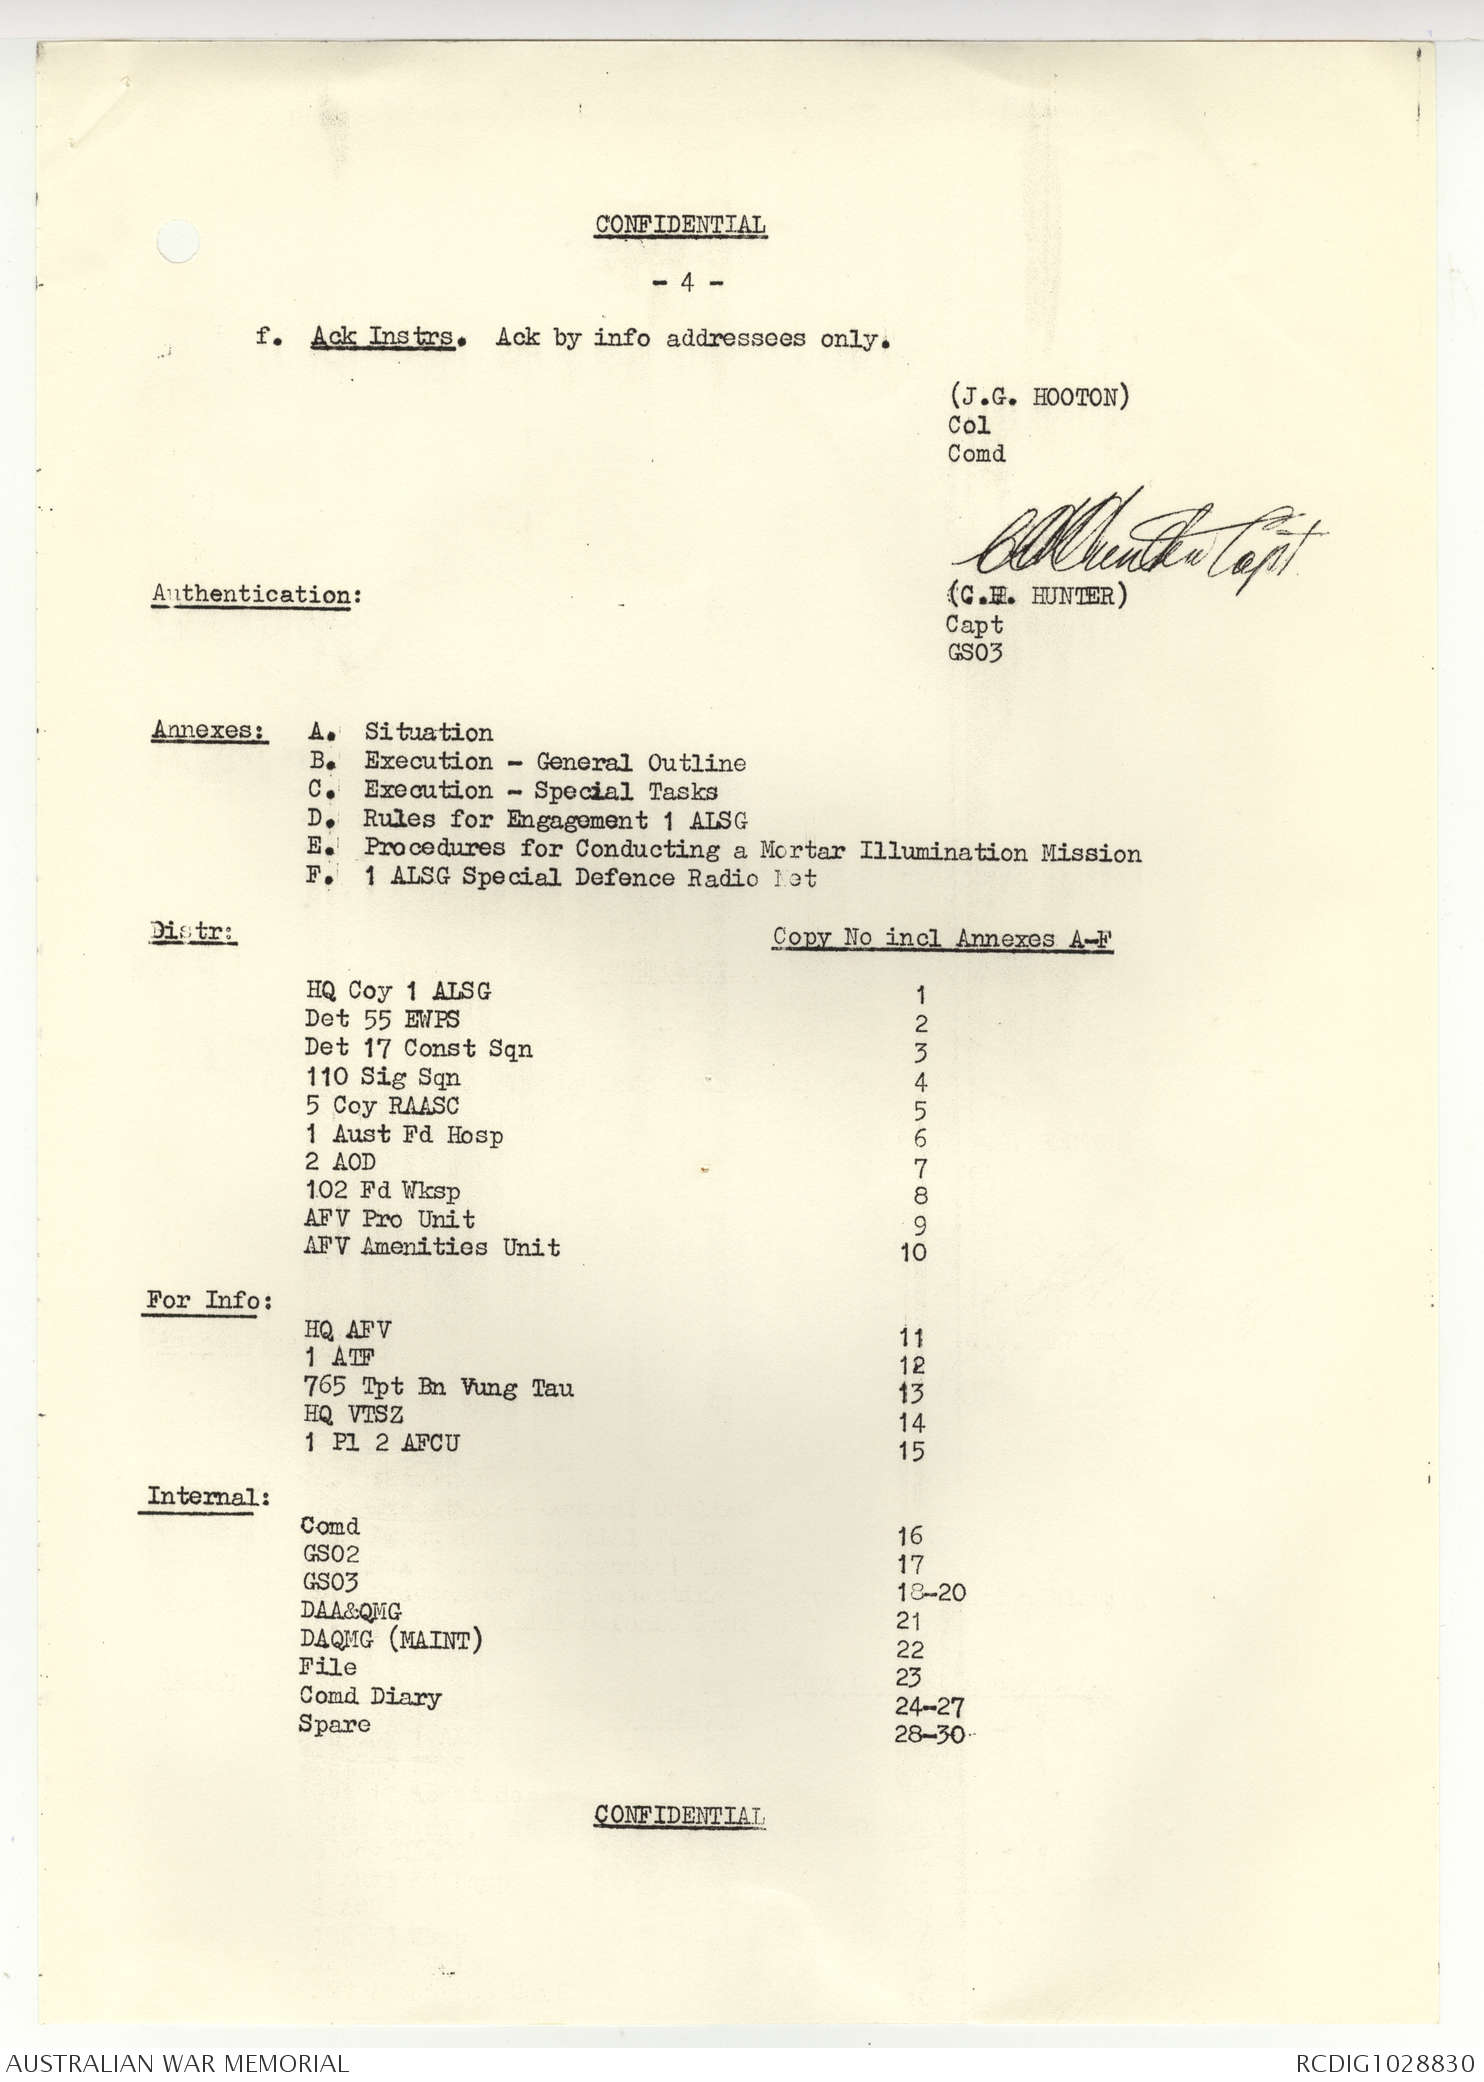 CONFIDENTIAL
- 4 -
f. Ack Instrs. Ack by info addressees only.
(J.G. HOOTON)
Col
Comd
Capt
Authentication:
(C.H. HUNTER)
Capt
GSO3
Annexes: A. Situation
B. Execution - General Outline
C. Execution - Special Tasks
D. Rules for Engagement 1 ALSG
E. Procedures for Conducting a Mortar Illumination Mission
F. 1 ALSG Special Defence Radio Net
Distr: Copy No incl Annexes A-F
HQ Coy 1 ALSG 1
Det 55 EWPS 2
Det 17 Const Sqn 3
110 Sig Sqn 4
5 Coy RAASC 5
1 Aust Fd Hosp 6
2 AOD 7
102 Fd Wksp 8
AFV Pro Unit 9
AFV Amenities Unit 10
For Info:
HQ AFV 11
1 ATF 12
765 Tpt Bn Vung Tau 13
HQ VTSZ 14
1 Pl 2 AFCU 15
Internal:
Comd 16
GSO2 17
GSO3 18-20
DAA&QMG 21
DAQMG (MAINT) 22
File 23
Comd Diary 24-27
Spare 28-30
CONFIDENTIAL
AUSTRALIAN WAR MEMORIAL RCDIG1028830